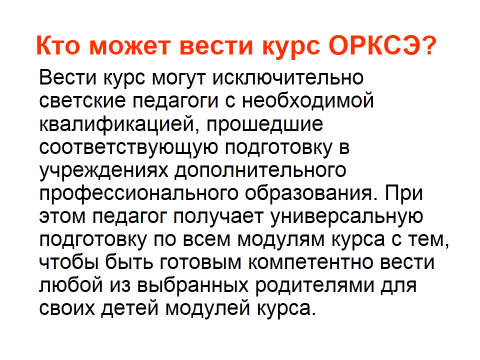 Кто может вести курс ОРКСЭ?
Вести курс могут исключительно
светские педагоги с необходимой
квалификацией, прошедшие
соответствующую подготовку в
учреждениях дополнительного
профессионального образования. При
этом педагог получает универсальную
подготовку по всем модулям курса с тем,
чтобы быть готовым компетентно вести
любой из выбранных родителями для
своих детей модулей курса.